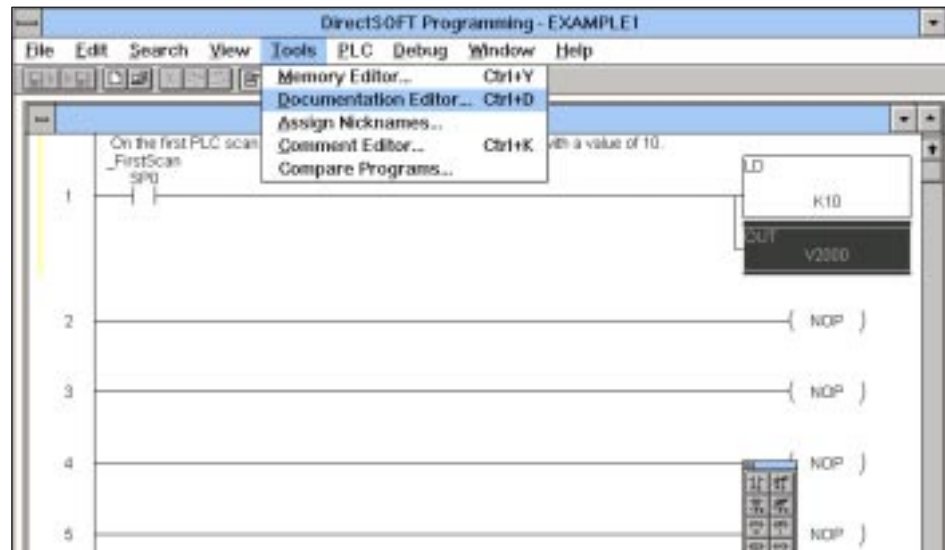 DirectSOFT Programming - EXAMPLE1
File Edit Search View Tools PLC Debug Window Help
Memory Editor... Ctrl+Y
Documentation Editor... Ctrl+D
Assign Nicknames...
Comment Editor... Ctrl+K
Compare Programs...
On the first PLC scan
with a value of 10.
_FirstScan
SP0
1
LD
K10
OUT
V2000
2
NOP
3
NOP
4
NOP
5
NOP